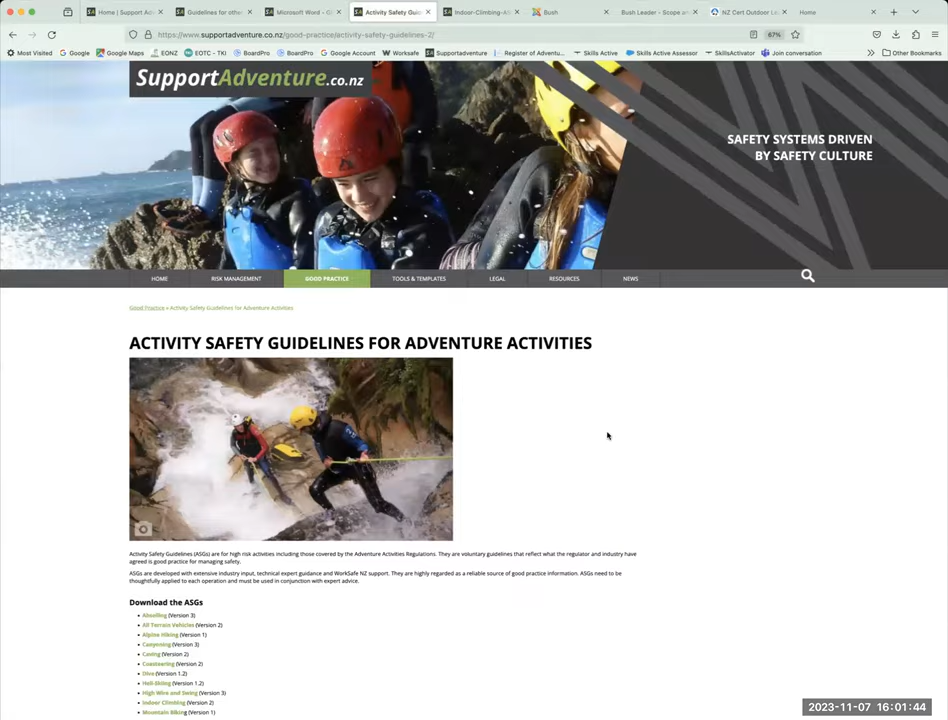 Home | Support Ad
Guidelines for othe
Microsoft Word - G
Activity Safety Guid
Indoor-Climbing-A
Bush
Bush Leader - Scope an
NZ Cert Outdoor Le
Home
https://www.supportadventure.co.nz/good-practice/activity-safety-guidelines-2/
67%
Most Visited
Google
Google Maps
EONZ
EOTC - TKI
BoardPro
BoardPro
Google Account
Worksafe
Supportadventure
Register of Adventu...
Skills Active
Skills Active Assessor
SkillsActivator
Join conversation
Other Bookmarks
SupportAdventure.co.nz
SAFETY SYSTEMS DRIVEN
BY SAFETY CULTURE
HOME
RISK MANAGEMENT
GOOD PRACTICE
TOOLS & TEMPLATES
LEGAL
RESOURCES
NEWS
Good Practice » Activity Safety Guidelines for Adventure Activities
ACTIVITY SAFETY GUIDELINES FOR ADVENTURE ACTIVITIES
Activity Safety Guidelines (ASGs) are for high risk activities including those covered by the Adventure Activities Regulations. They are voluntary guidelines that reflect what the regulator and industry have
agreed is good practice for managing safety.
ASGs are developed with extensive industry input, technical expert guidance and WorkSafe NZ support. They are highly regarded as a reliable source of good practice information. ASGs need to be
thoughtfully applied to each operation and must be used in conjunction with expert advice.
Download the ASGs
• Abseiling (Version 3)
• All Terrain Vehicles (Version 2)
• Alpine Hiking (Version 1)
• Canyoning (Version 3)
• Caving (Version 2)
• Coasteering (Version 2)
• Dive (Version 1.2)
• Heli-Skiing (Version 1.2)
• High Wire and Swing (Version 3)
• Indoor Climbing (Version 2)
• Mountain Biking (Version 1)
2023-11-07 16:01:44